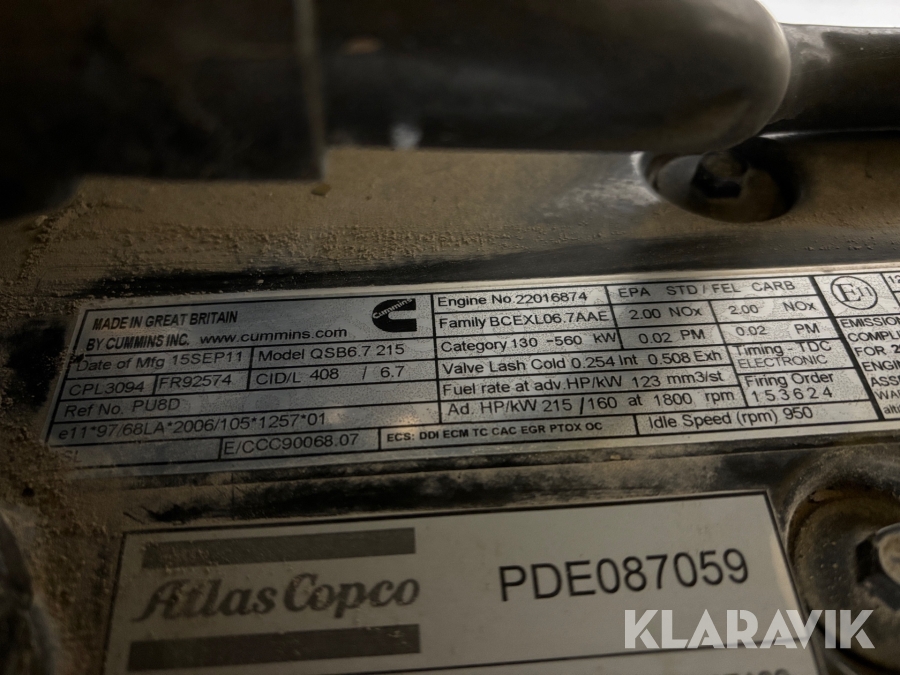 MADE IN GREAT BRITAIN
BY CUMMINS INC. www.cummins.com
Cummins
Date of Mfg 15SEP11 Model QSB6.7 215
CPL3094 FR92574 CID/L 408 / 6.7
Ref No. PU8D
e11*97/68LA*2006/105*1257*01
E/CCC90068.07
Engine No 22016874
Family BCEXL06.7AAE
Category 130 -560 kW
Valve Lash Cold 0.254 Int 0.508 Exh
Fuel rate at adv.HP/kW 123 mm3/st
Ad. HP/kW 215 /160 at 1800 rpm
ECS: DDI ECM TC CAC EGR PTOX OC
EPA STD / FEL CARB
2.00 NOx 2.00 NOx
0.02 PM 0.02 PM
Timing - TDC
ELECTRONIC
Firing Order
1 5 3 6 2 4
Idle Speed (rpm) 950
E11
Atlas Copco
PDE087059
KLARAVIK